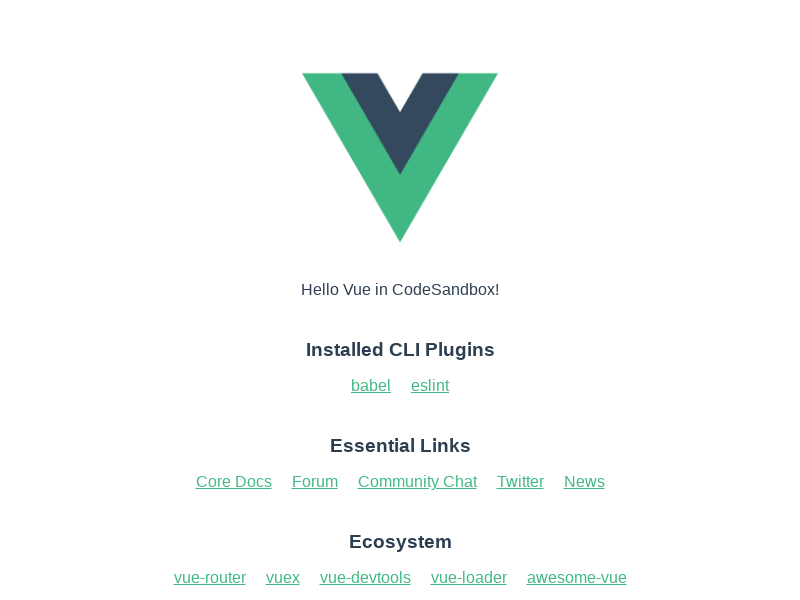 Hello Vue in CodeSandbox!
Installed CLI Plugins
babel eslint
Essential Links
Core Docs Forum Community Chat Twitter News
Ecosystem
vue-router vuex vue-devtools vue-loader awesome-vue